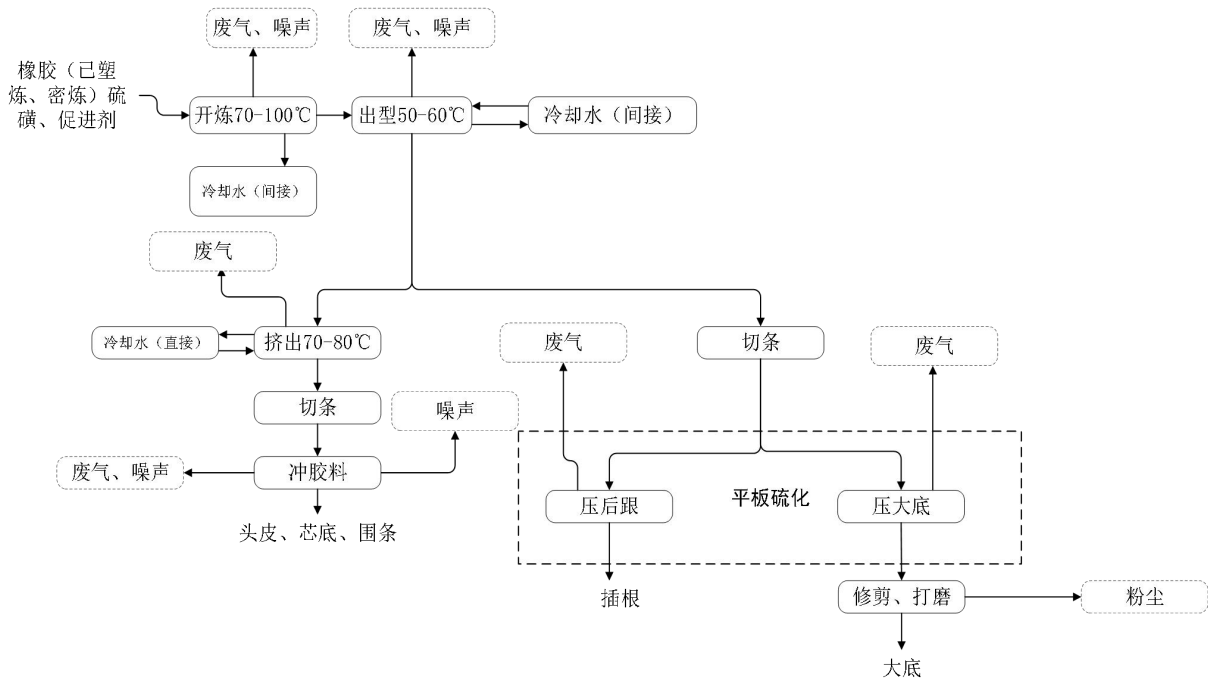 废气、噪声
废气、噪声
橡胶（已塑
炼、密炼）硫
磺、促进剂
开炼70-100℃
出型50-60℃
冷却水（间接）
冷却水（间接）
废气
挤出70-80℃
冷却水（直接）
切条
废气
切条
废气
噪声
废气、噪声
冲胶料
头皮、芯底、围条
平板硫化
压后跟
压大底
插根
修剪、打磨
粉尘
大底